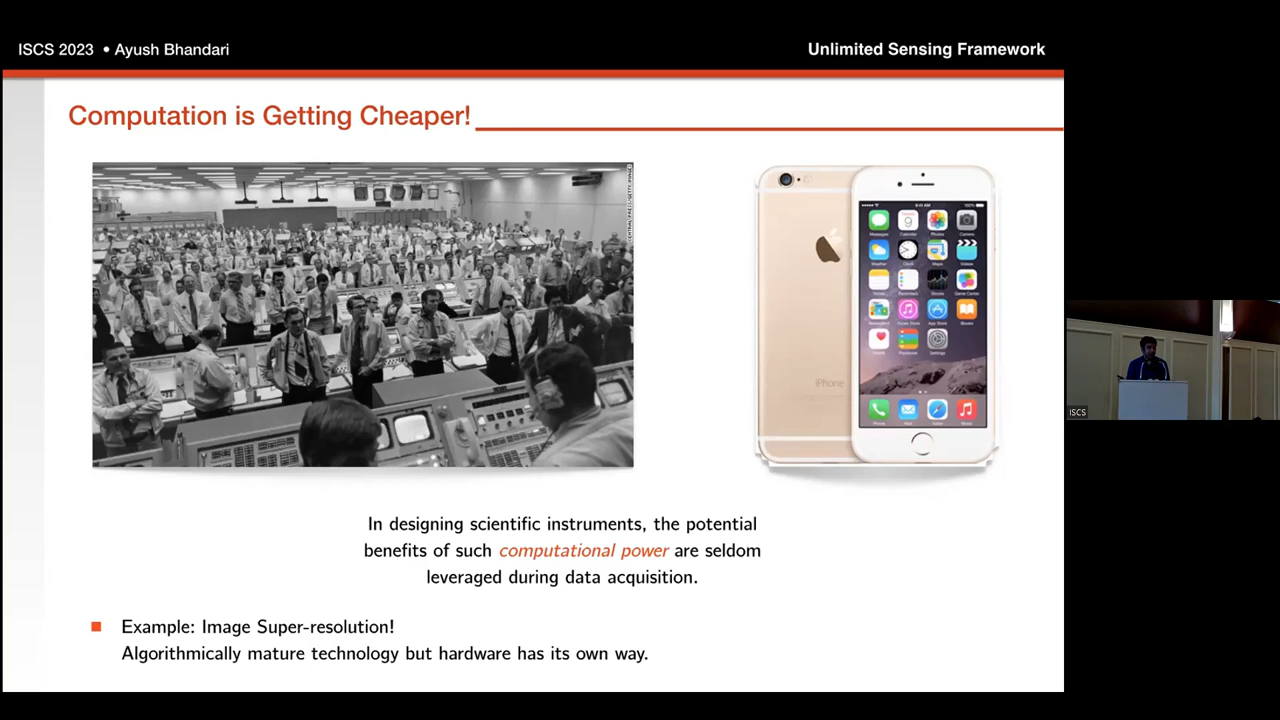 ISCS 2023 • Ayush Bhandari
Unlimited Sensing Framework
Computation is Getting Cheaper!
iPhone
In designing scientific instruments, the potential
benefits of such computational power are seldom
leveraged during data acquisition.
Example: Image Super-resolution!
Algorithmically mature technology but hardware has its own way.
ISCS